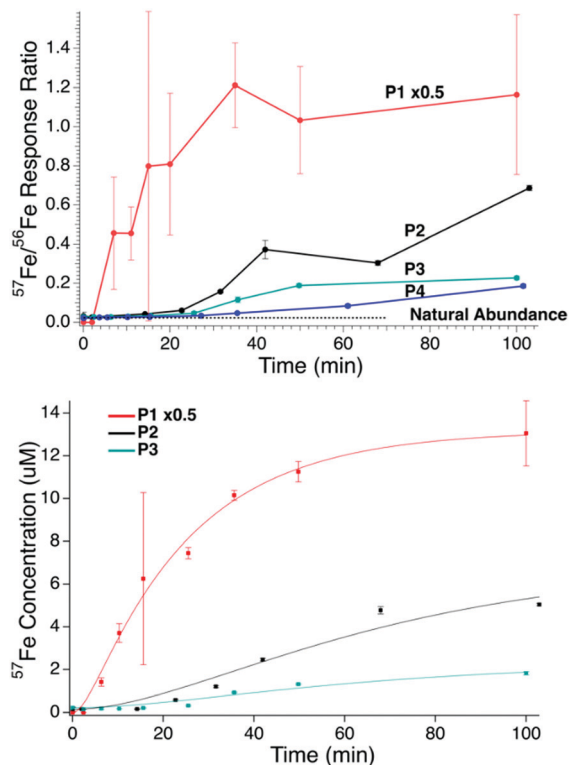 1.4
1.2
1.0
0.8
0.6
0.4
0.2
0.0
⁵⁷Fe/⁵⁶Fe Response Ratio
P1 x0.5
P2
P3
P4
Natural Abundance
0 20 40 60 80 100
Time (min)
14
12
10
8
6
4
2
0
⁵⁷Fe Concentration (uM)
P1 x0.5
P2
P3
0 20 40 60 80 100
Time (min)